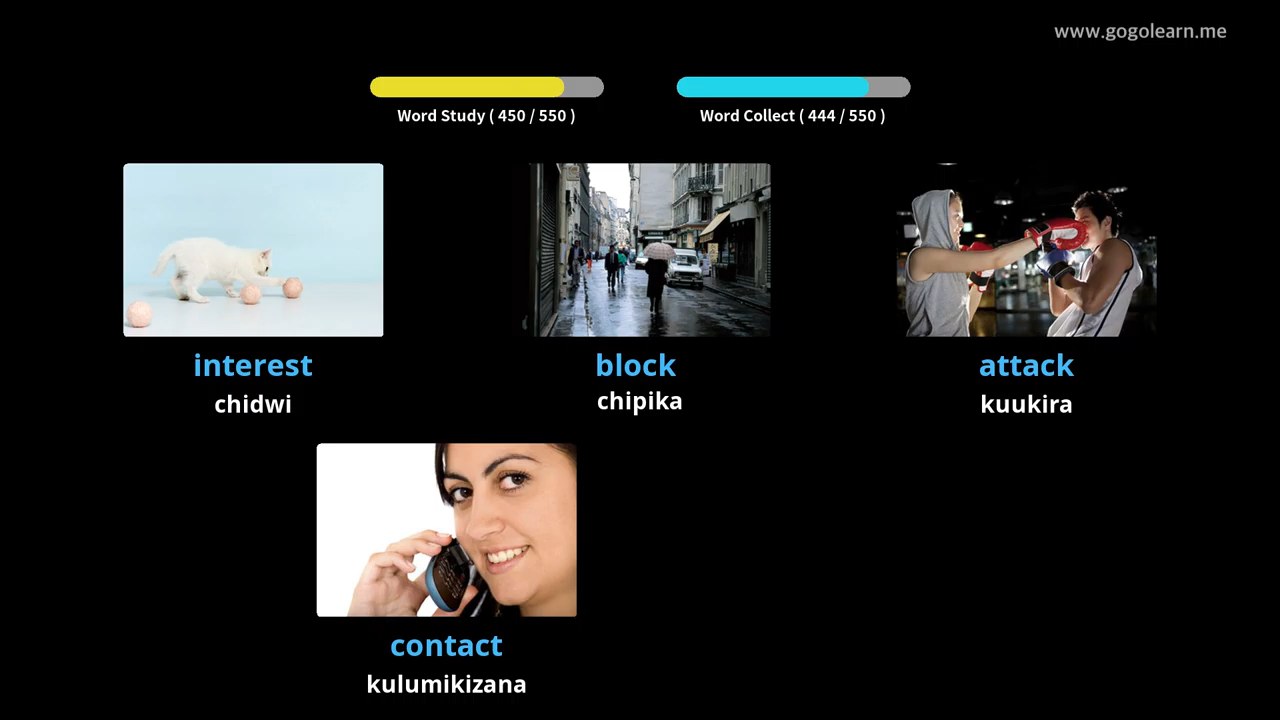 www.gogolearn.me
Word Study ( 450 / 550 )
Word Collect ( 444 / 550 )
interest
chidwi
block
chipika
attack
kuukira
contact
kulumikizana